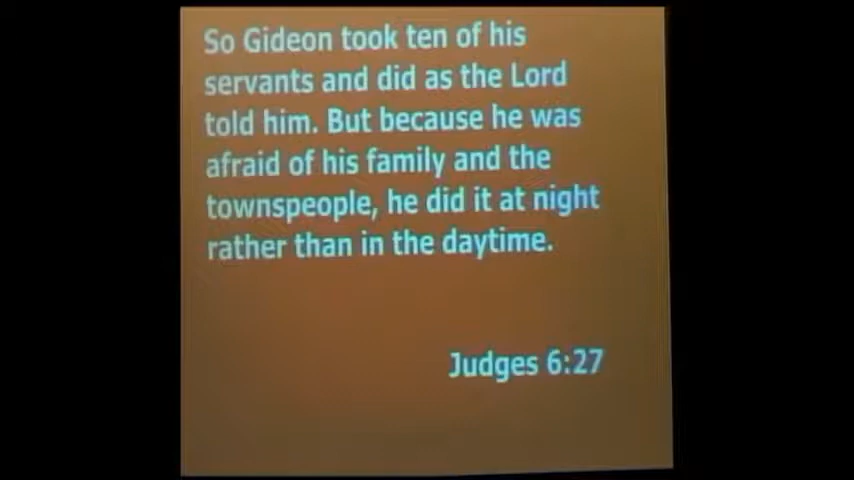 So Gideon took ten of his
servants and did as the Lord
told him. But because he was
afraid of his family and the
townspeople, he did it at night
rather than in the daytime.
Judges 6:27